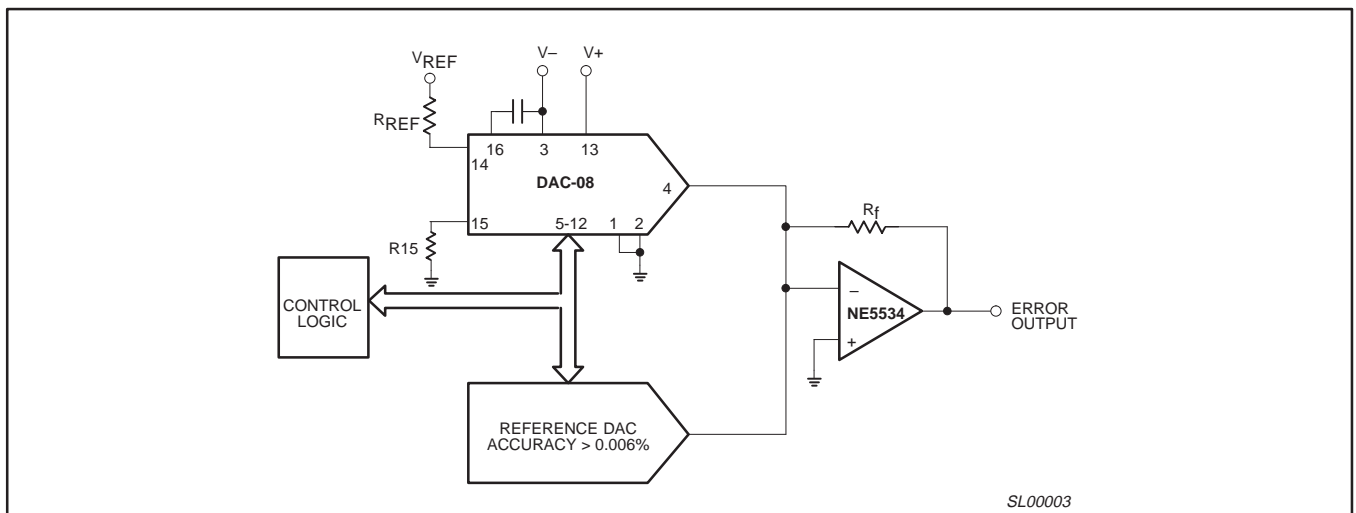 V– V+
VREF
RREF
16 3 13
14
DAC-08
4
15 5-12 1 2
Rf
R15
–
NE5534
+
ERROR
OUTPUT
CONTROL
LOGIC
REFERENCE DAC
ACCURACY > 0.006%
SL00003